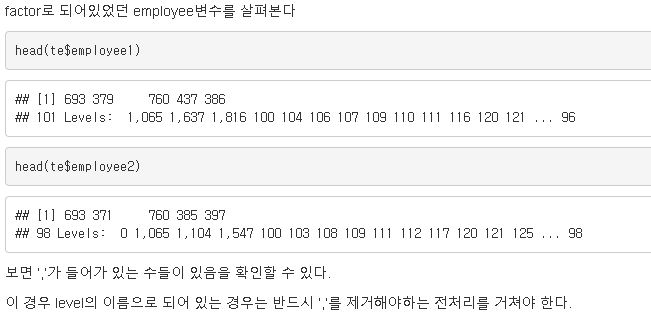 factor로 되어있었던 employee변수를 살펴본다
head(te$employee1)
## [1] 693 379     760 437 386
## 101 Levels:  1,065 1,637 1,816 100 104 106 107 109 110 111 116 120 121 ... 96
head(te$employee2)
## [1] 693 371     760 385 397
## 98 Levels:  0 1,065 1,104 1,547 100 103 108 109 111 112 117 120 121 125 ... 98
보면 ','가 들어가 있는 수들이 있음을 확인할 수 있다.
이 경우 level의 이름으로 되어 있는 경우는 반드시 ','를 제거해야하는 전처리를 거쳐야 한다.